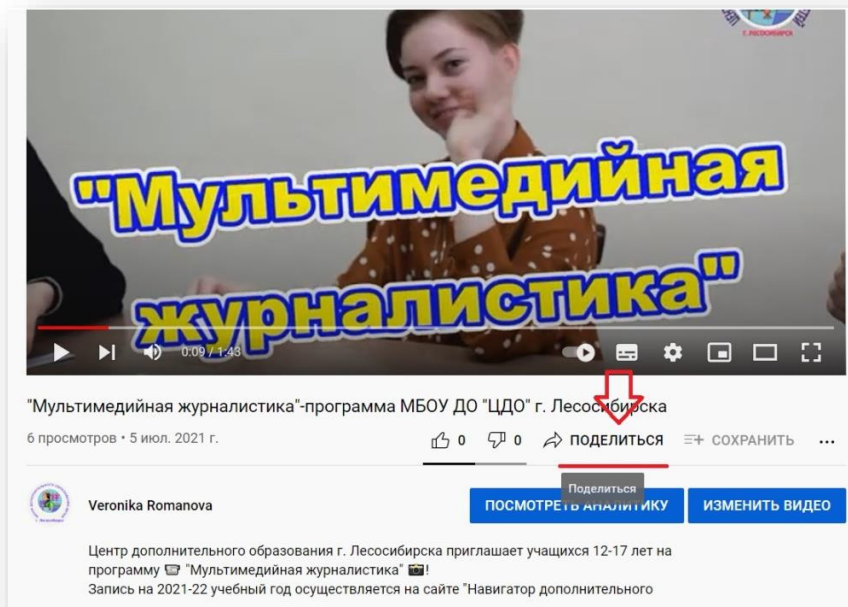 г. Лесосибирск
"Мультимедийная
журналистика"
0:09 / 1:43
"Мультимедийная журналистика"-программа МБОУ ДО "ЦДО" г. Лесосибирска
6 просмотров • 5 июл. 2021 г.
0 0 ПОДЕЛИТЬСЯ СОХРАНИТЬ ...
Поделиться
Veronika Romanova
ПОСМОТРЕТЬ АНАЛИТИКУ ИЗМЕНИТЬ ВИДЕО
Центр дополнительного образования г. Лесосибирска приглашает учащихся 12-17 лет на
программу "Мультимедийная журналистика" !
Запись на 2021-22 учебный год осуществляется на сайте "Навигатор дополнительного